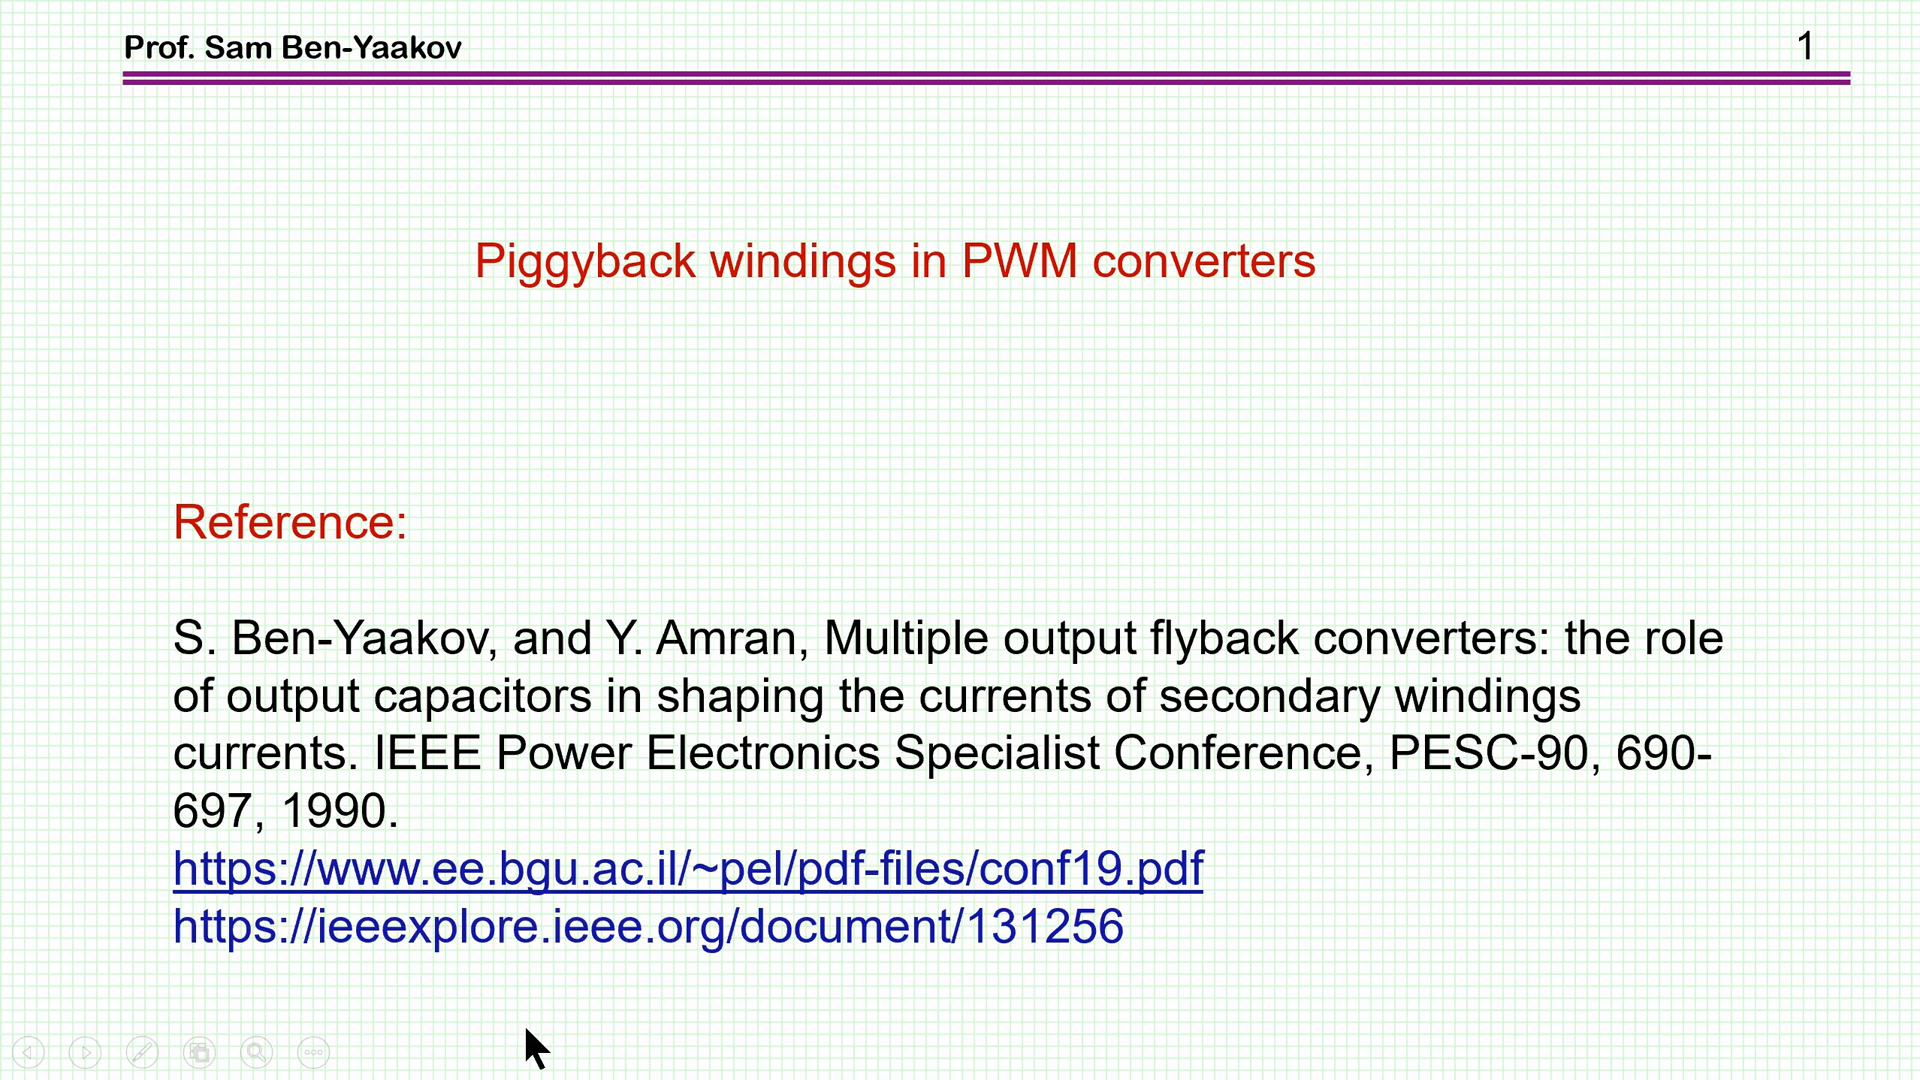 Prof. Sam Ben-Yaakov
1
Piggyback windings in PWM converters
Reference:
S. Ben-Yaakov, and Y. Amran, Multiple output flyback converters: the role
of output capacitors in shaping the currents of secondary windings
currents. IEEE Power Electronics Specialist Conference, PESC-90, 690-
697, 1990.
https://www.ee.bgu.ac.il/~pel/pdf-files/conf19.pdf
https://ieeexplore.ieee.org/document/131256